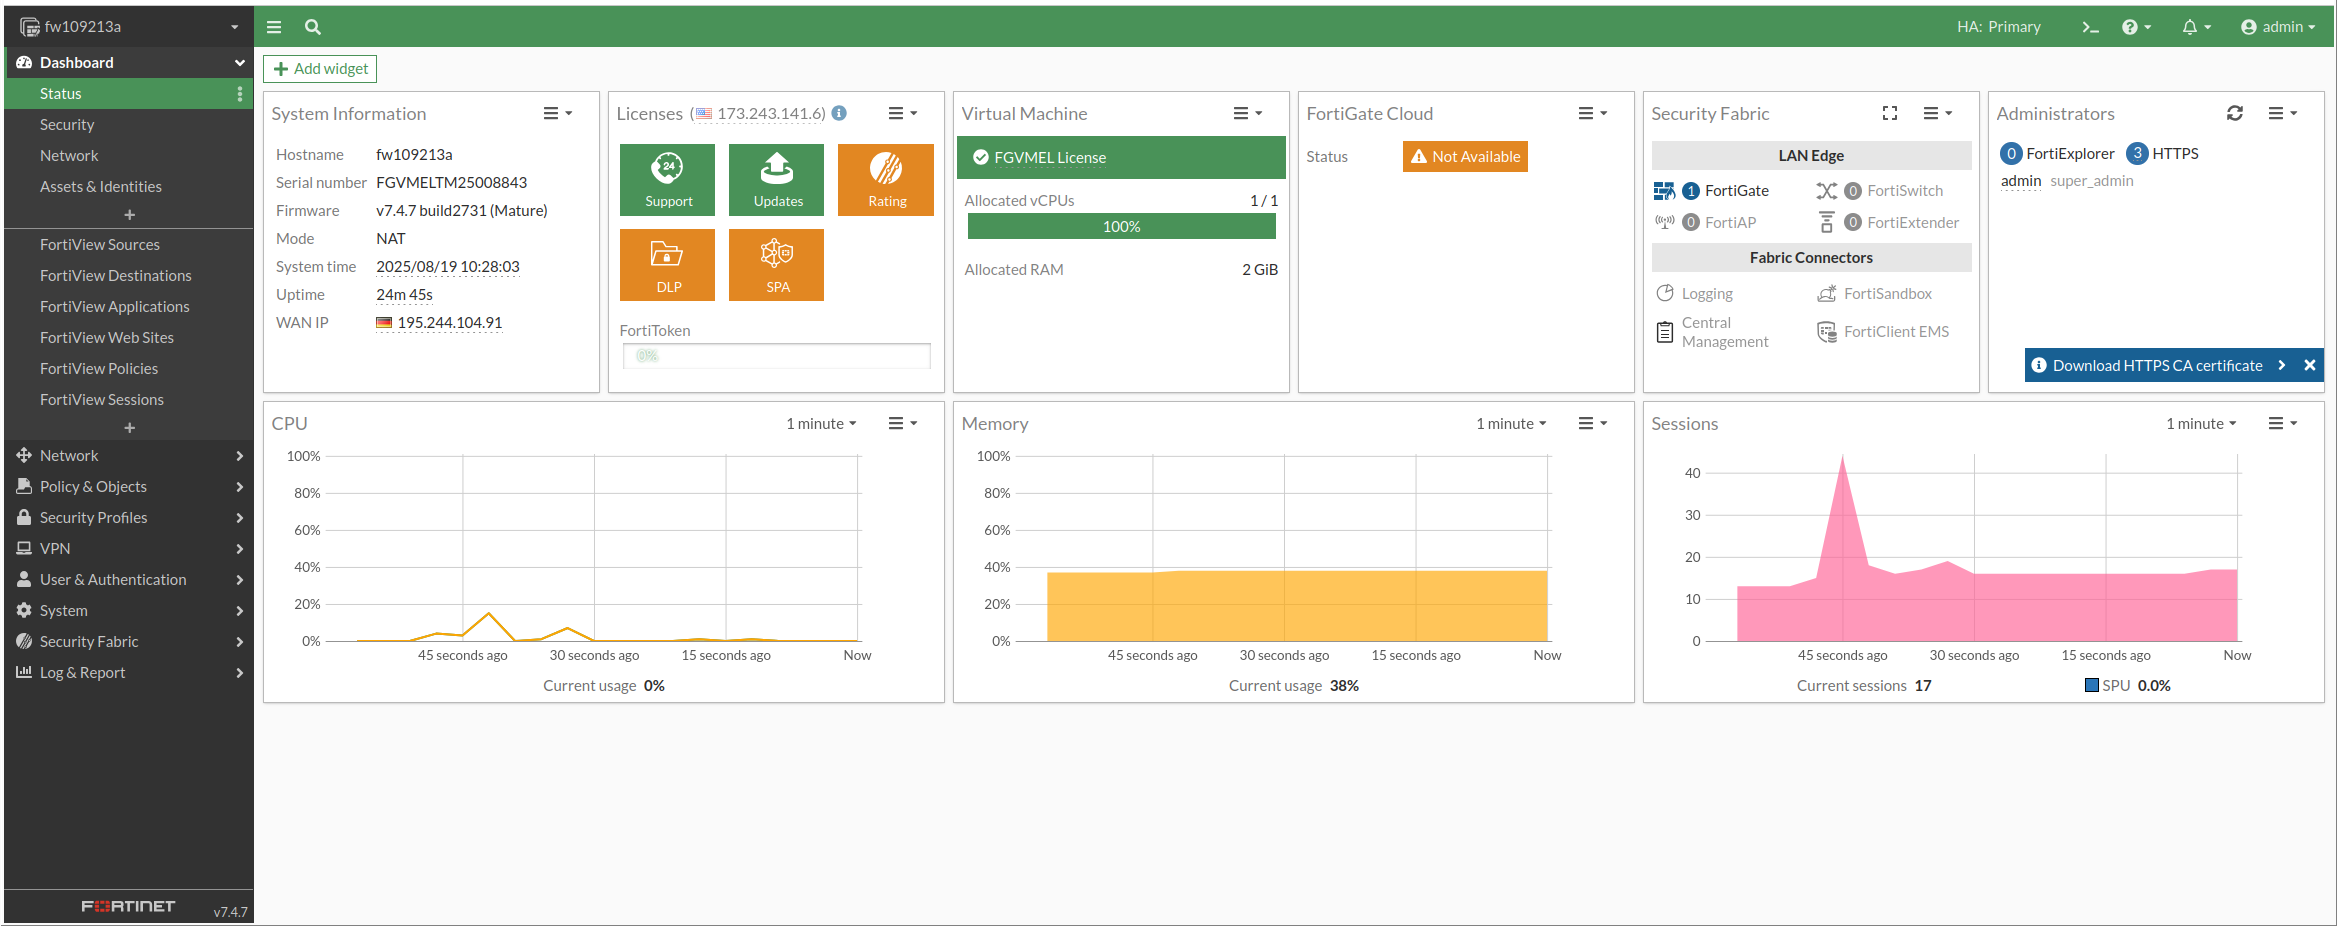 fw109213a
HA: Primary
admin
Dashboard
Status
Security
Network
Assets & Identities
FortiView Sources
FortiView Destinations
FortiView Applications
FortiView Web Sites
FortiView Policies
FortiView Sessions
Network
Policy & Objects
Security Profiles
VPN
User & Authentication
System
Security Fabric
Log & Report
FORTINET
v7.4.7
Add widget
System Information
Hostname fw109213a
Serial number FGVMELTM25008843
Firmware v7.4.7 build2731 (Mature)
Mode NAT
System time 2025/08/19 10:28:03
Uptime 24m 45s
WAN IP 195.244.104.91
Licenses (173.243.141.6)
24
Support
Updates
Rating
DLP
SPA
FortiToken
0%
Virtual Machine
FGVMEL License
Allocated vCPUs 1 / 1
100%
Allocated RAM 2 GiB
FortiGate Cloud
Status Not Available
Security Fabric
LAN Edge
1 FortiGate
0 FortiSwitch
0 FortiAP
0 FortiExtender
Fabric Connectors
Logging
FortiSandbox
Central
Management
FortiClient EMS
Administrators
0 FortiExplorer 3 HTTPS
admin super_admin
Download HTTPS CA certificate
CPU
1 minute
100%
80%
60%
40%
20%
0%
45 seconds ago 30 seconds ago 15 seconds ago Now
Current usage 0%
Memory
1 minute
100%
80%
60%
40%
20%
0%
45 seconds ago 30 seconds ago 15 seconds ago Now
Current usage 38%
Sessions
1 minute
40
30
20
10
0
45 seconds ago 30 seconds ago 15 seconds ago Now
Current sessions 17
SPU 0.0%